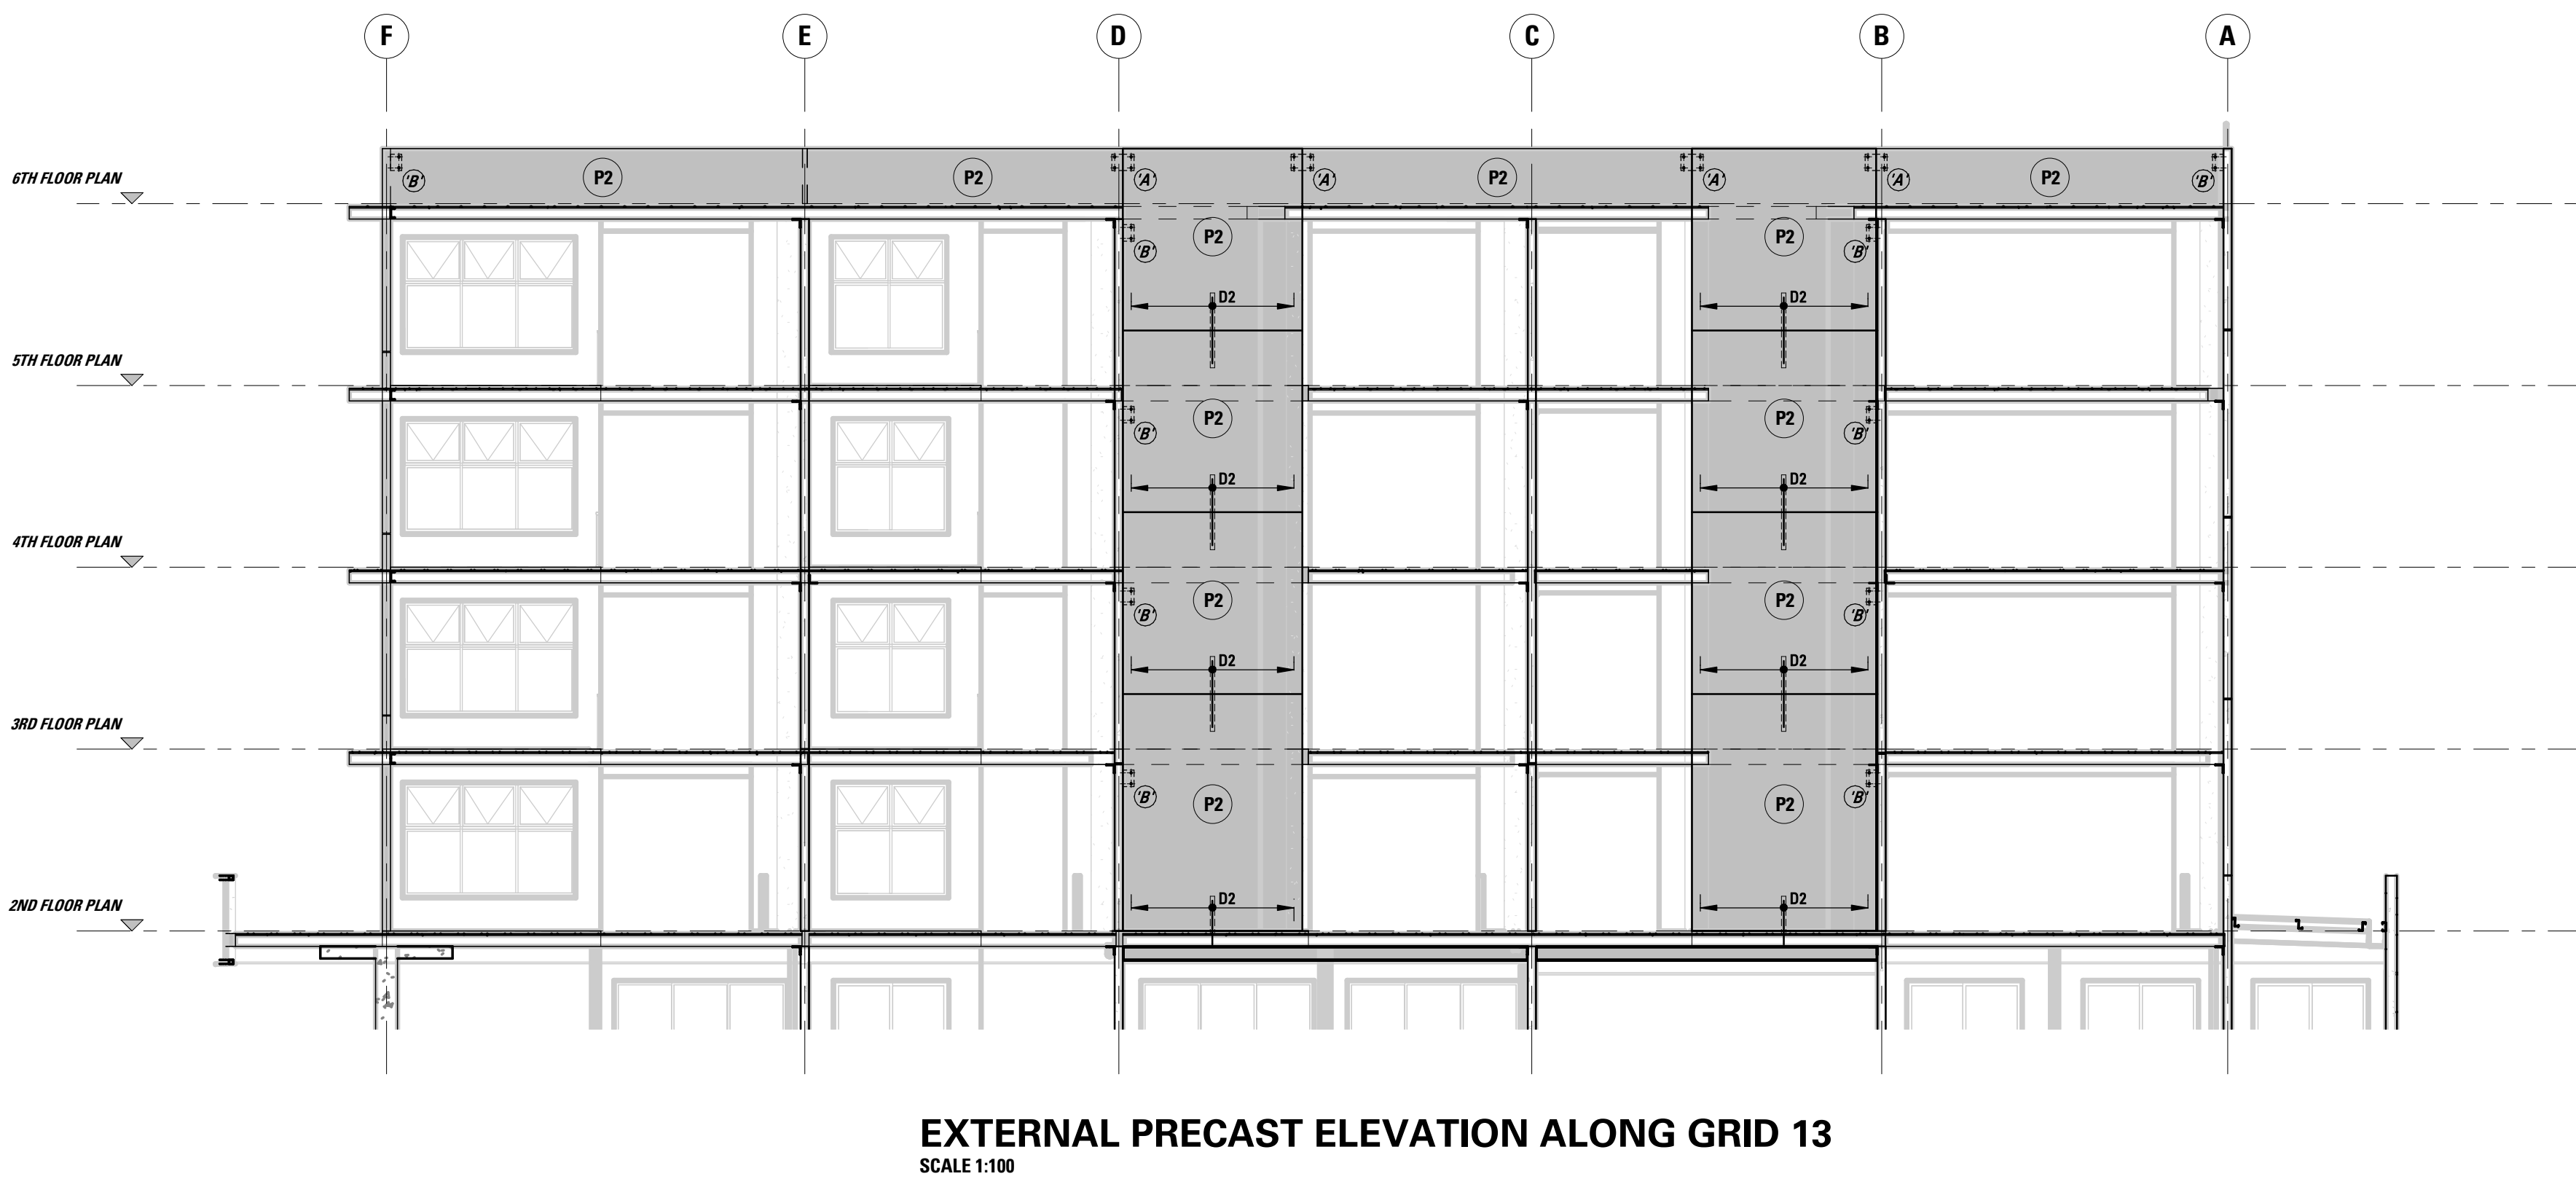 F E D C B A
6TH FLOOR PLAN
'B' P2 P2 'A' 'A' P2 'A' 'A' P2 'B'
P2 P2
'B' 'B'
D2 D2
5TH FLOOR PLAN
P2 P2
'B' 'B'
D2 D2
4TH FLOOR PLAN
P2 P2
'B' 'B'
D2 D2
3RD FLOOR PLAN
P2 P2
'B' 'B'
D2 D2
2ND FLOOR PLAN
EXTERNAL PRECAST ELEVATION ALONG GRID 13
SCALE 1:100